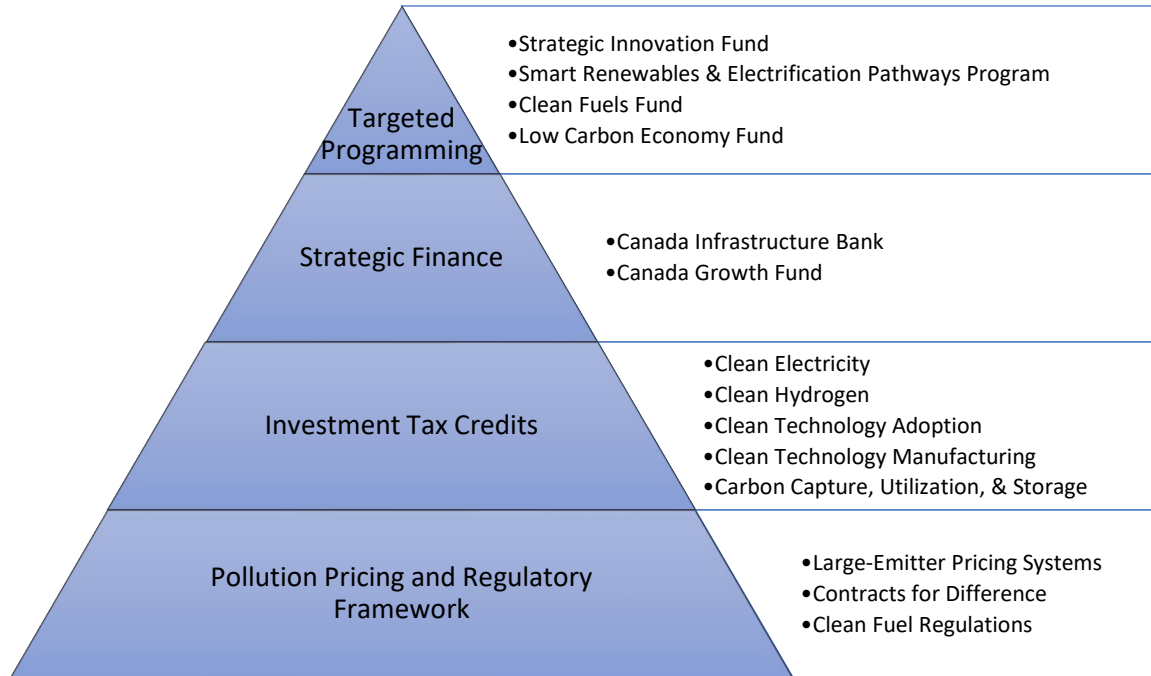 Targeted
Programming
•Strategic Innovation Fund
•Smart Renewables & Electrification Pathways Program
•Clean Fuels Fund
•Low Carbon Economy Fund
Strategic Finance
•Canada Infrastructure Bank
•Canada Growth Fund
Investment Tax Credits
•Clean Electricity
•Clean Hydrogen
•Clean Technology Adoption
•Clean Technology Manufacturing
•Carbon Capture, Utilization, & Storage
Pollution Pricing and Regulatory
Framework
•Large-Emitter Pricing Systems
•Contracts for Difference
•Clean Fuel Regulations